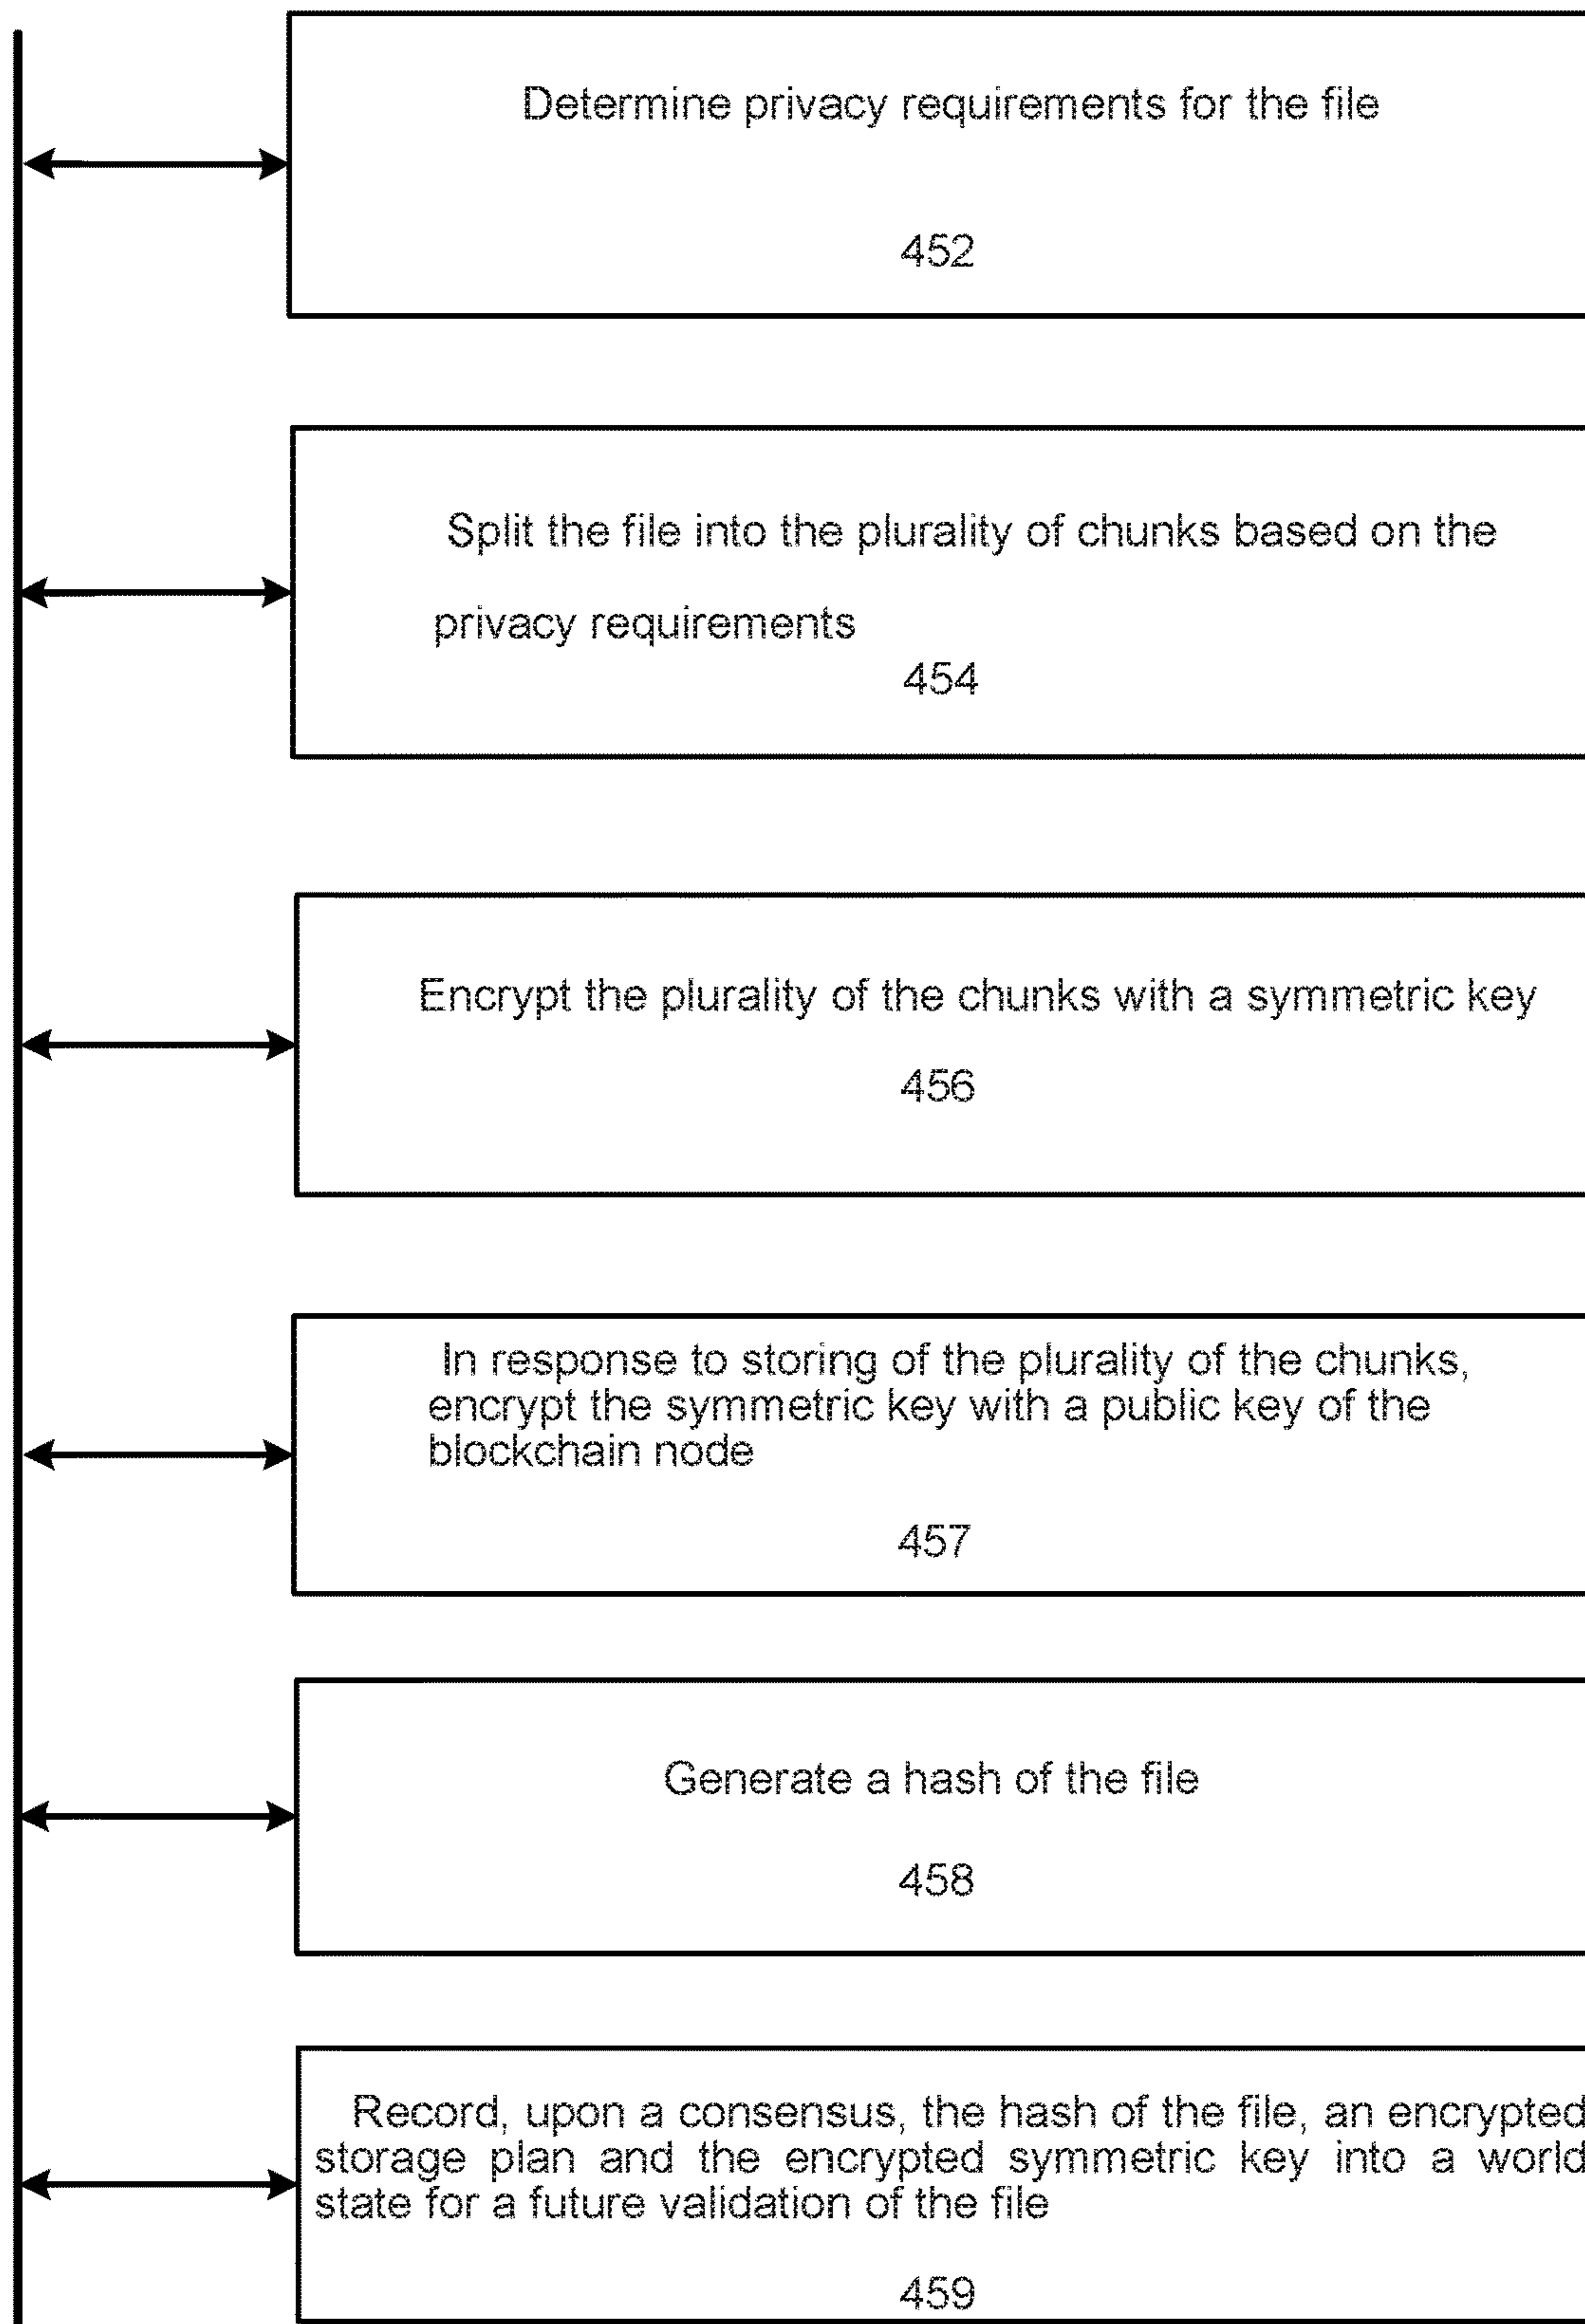 Determine privacy requirements for the file
452
Split the file into the plurality of chunks based on the
privacy requirements
454
Encrypt the plurality of the chunks with a symmetric key
456
In response to storing of the plurality of the chunks,
encrypt the symmetric key with a public key of the
blockchain node
457
Generate a hash of the file
458
Record, upon a consensus, the hash of the file, an encrypted
storage plan and the encrypted symmetric key into a world
state for a future validation of the file
459